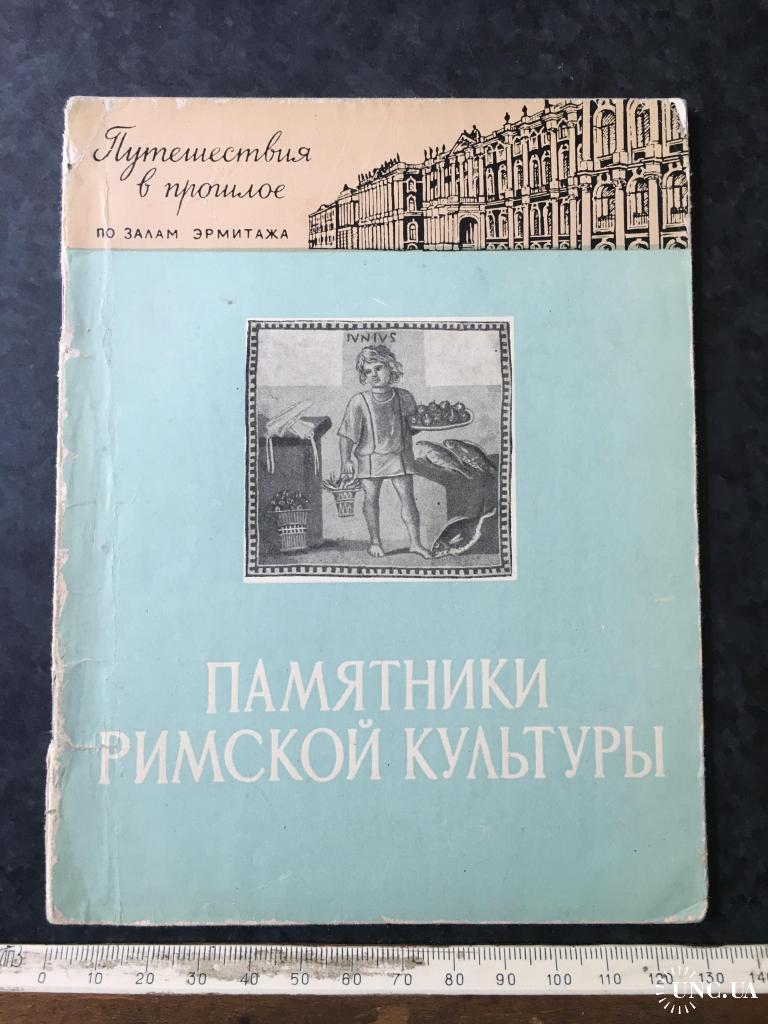 Путешествия
в прошлое
ПО ЗАЛАМ ЭРМИТАЖА
IVNIVS
ПАМЯТНИКИ
РИМСКОЙ КУЛЬТУРЫ
0 10 20 30 40 50 60 70 80 90 100 110 120 130 140
UNC.UA